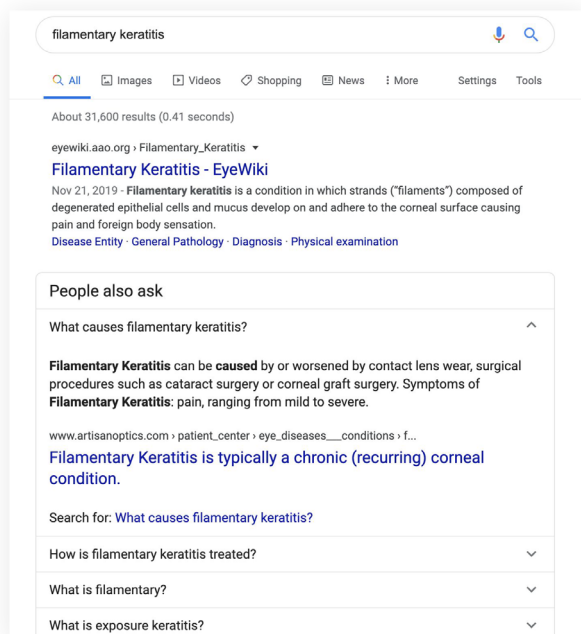 filamentary keratitis
All Images Videos Shopping News More Settings Tools
About 31,600 results (0.41 seconds)
eyewiki.aao.org › Filamentary_Keratitis
Filamentary Keratitis - EyeWiki
Nov 21, 2019 - Filamentary keratitis is a condition in which strands (“filaments”) composed of
degenerated epithelial cells and mucus develop on and adhere to the corneal surface causing
pain and foreign body sensation.
Disease Entity · General Pathology · Diagnosis · Physical examination
People also ask
What causes filamentary keratitis?
Filamentary Keratitis can be caused by or worsened by contact lens wear, surgical
procedures such as cataract surgery or corneal graft surgery. Symptoms of
Filamentary Keratitis: pain, ranging from mild to severe.
www.artisanoptics.com › patient_center › eye_diseases___conditions › f...
Filamentary Keratitis is typically a chronic (recurring) corneal
condition.
Search for: What causes filamentary keratitis?
How is filamentary keratitis treated?
What is filamentary?
What is exposure keratitis?